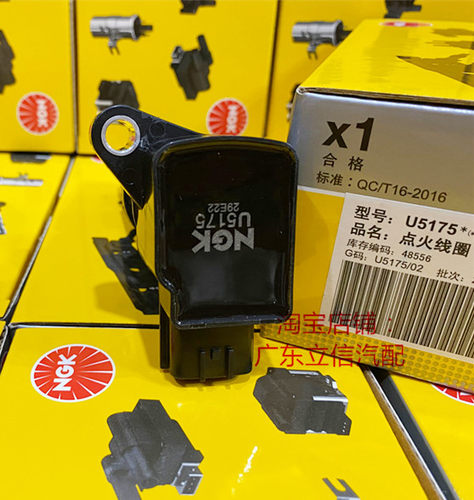 NGK
x1
合格
标准：QC/T16-2016
型号：U5175*
品名：点火线圈
库存编码：48556
G码：U5175/02 批次：
NGK
U5175
29E22
淘宝店铺：
广东立信汽配
NGK
NGK